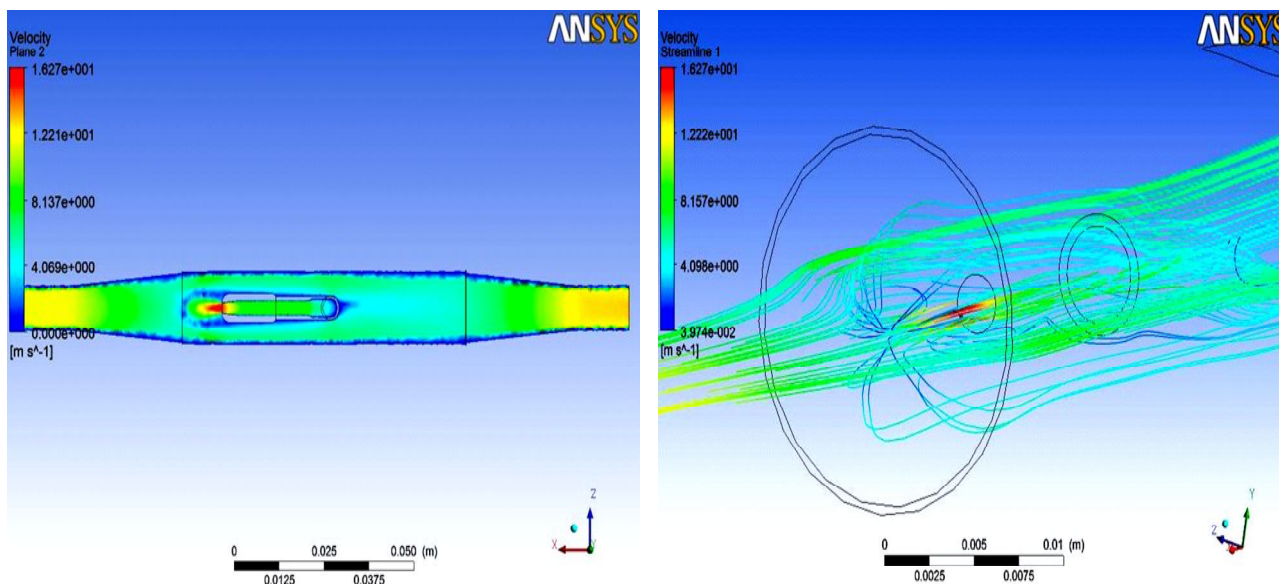 ANSYS
Velocity
Plane 2
1.627e+001
1.221e+001
8.137e+000
4.069e+000
0.000e+000
[m s^-1]
Z
X
Y
0 0.025 0.050 (m)
0.0125 0.0375
ANSYS
Velocity
Streamline 1
1.627e+001
1.222e+001
8.157e+000
4.098e+000
3.974e-002
[m s^-1]
Y
Z
0 0.005 0.01 (m)
0.0025 0.0075